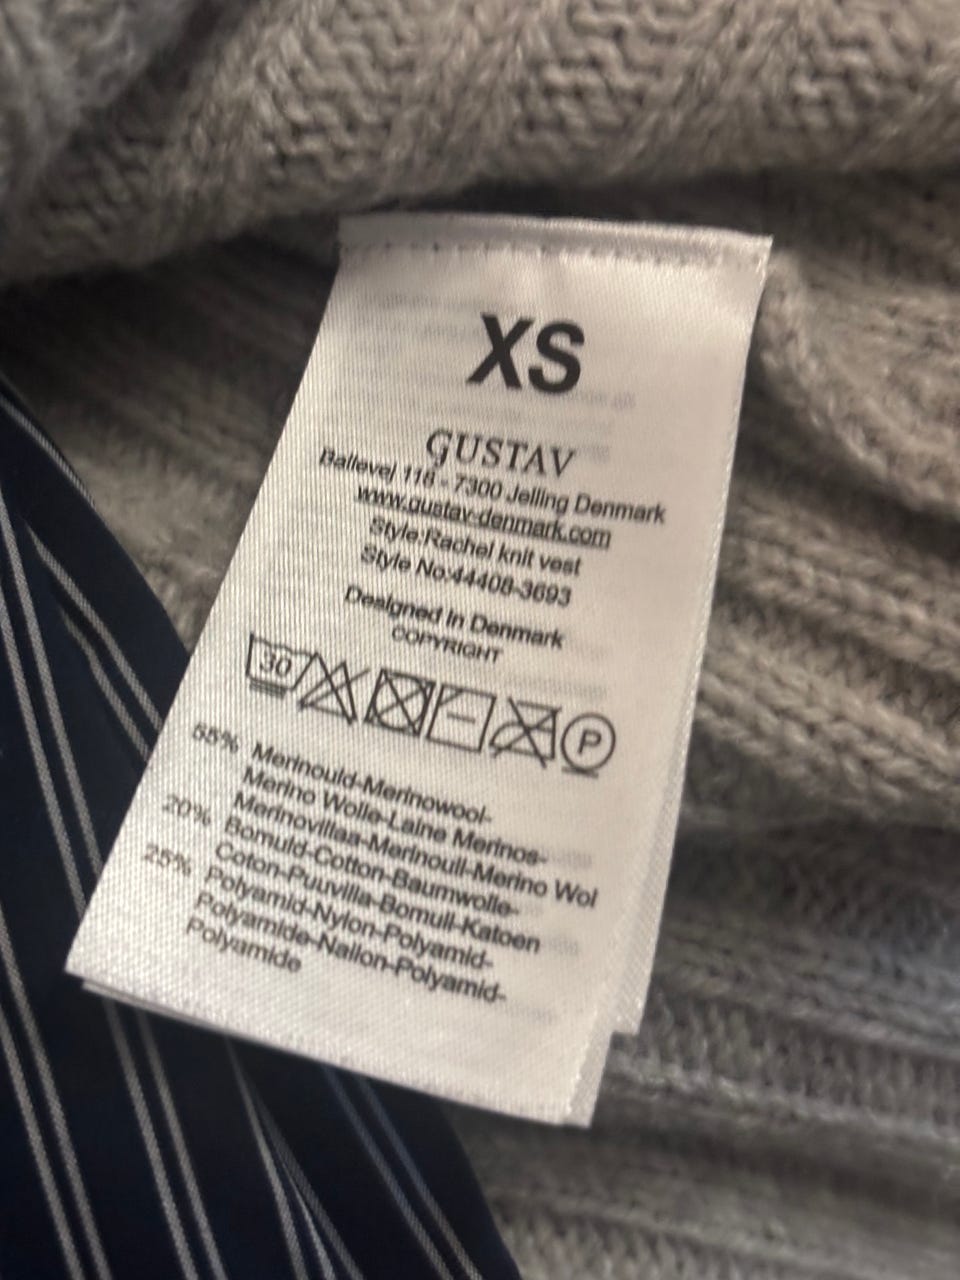 XS
GUSTAV
Ballevej 116 - 7300 Jelling Denmark
www.gustav-denmark.com
Style:Rachel knit vest
Style No:44408-3693
Designed in Denmark
COPYRIGHT
30 P
55% Merinould-Merinowool-
Merino Wolle-Laine Merinos-
Merinovillaa-Merinoull-Merino Wol
20% Bomuld-Cotton-Baumwolle-
Coton-Puuvilla-Bomull-Katoen
25% Polyamid-Nylon-Polyamid-
Polyamide-Nailon-Polyamid-
Polyamide